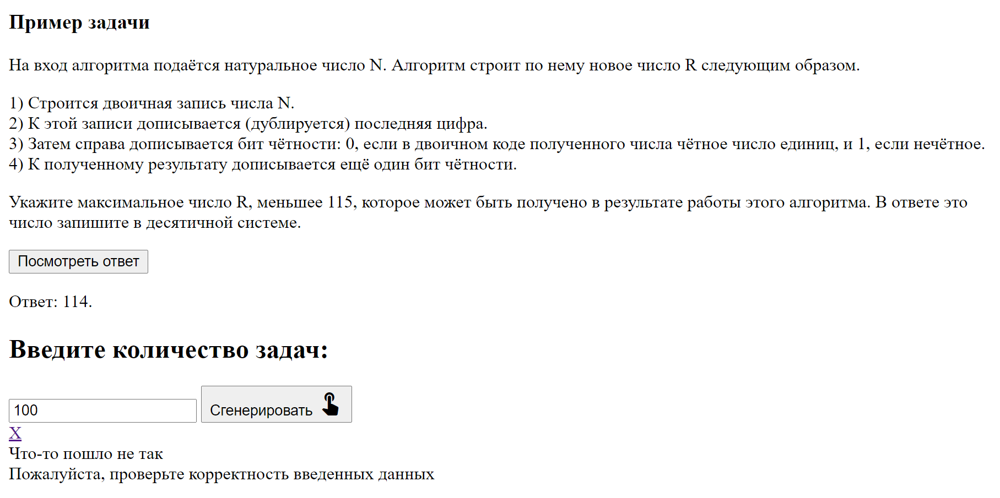 Пример задачи
На вход алгоритма подаётся натуральное число N. Алгоритм строит по нему новое число R следующим образом.
1) Строится двоичная запись числа N.
2) К этой записи дописывается (дублируется) последняя цифра.
3) Затем справа дописывается бит чётности: 0, если в двоичном коде полученного числа чётное число единиц, и 1, если нечётное.
4) К полученному результату дописывается ещё один бит чётности.
Укажите максимальное число R, меньшее 115, которое может быть получено в результате работы этого алгоритма. В ответе это
число запишите в десятичной системе.
Посмотреть ответ
Ответ: 114.
Введите количество задач:
100 Сгенерировать
X
Что-то пошло не так
Пожалуйста, проверьте корректность введенных данных